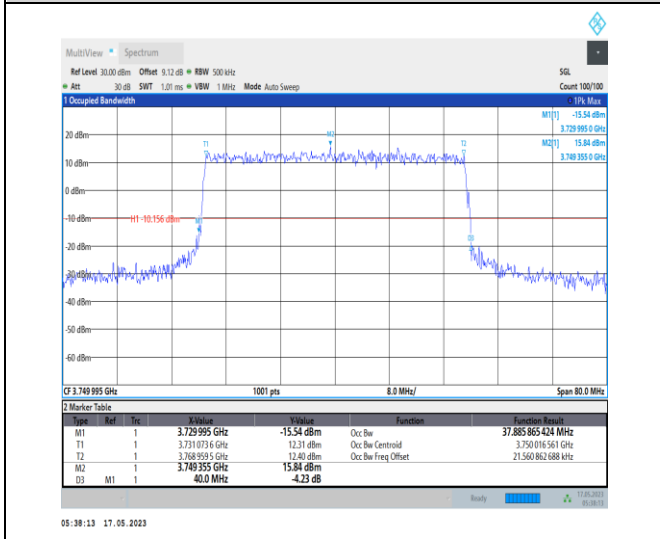 MultiView Spectrum
Ref Level 30.00 dBm Offset 9.12 dB RBW 500 kHz SGL
Att 30 dB SWT 1.01 ms VBW 1 MHz Mode Auto Sweep Count 100/100
1 Occupied Bandwidth 1Pk Max
M1[1] -15.54 dBm
3.729 995 0 GHz
M2[1] 15.84 dBm
3.749 355 0 GHz
20 dBm
T1 M2 T2
10 dBm
0 dBm
-10 dBm H1 -10.156 dBm M1
-20 dBm D3
-30 dBm
-40 dBm
-50 dBm
-60 dBm
CF 3.749 995 GHz 1001 pts 8.0 MHz/ Span 80.0 MHz
2 Marker Table
Type Ref Trc X-Value Y-Value Function Function Result
M1 1 3.729 995 GHz -15.54 dBm Occ Bw 37.885 865 424 MHz
T1 1 3.731 073 6 GHz 12.31 dBm Occ Bw Centroid 3.750 016 561 GHz
T2 1 3.768 959 5 GHz 12.40 dBm Occ Bw Freq Offset 21.560 862 688 kHz
M2 1 3.749 355 GHz 15.84 dBm
D3 M1 1 40.0 MHz -4.23 dB
Ready 17.05.2023
05:38:13
05:38:13 17.05.2023